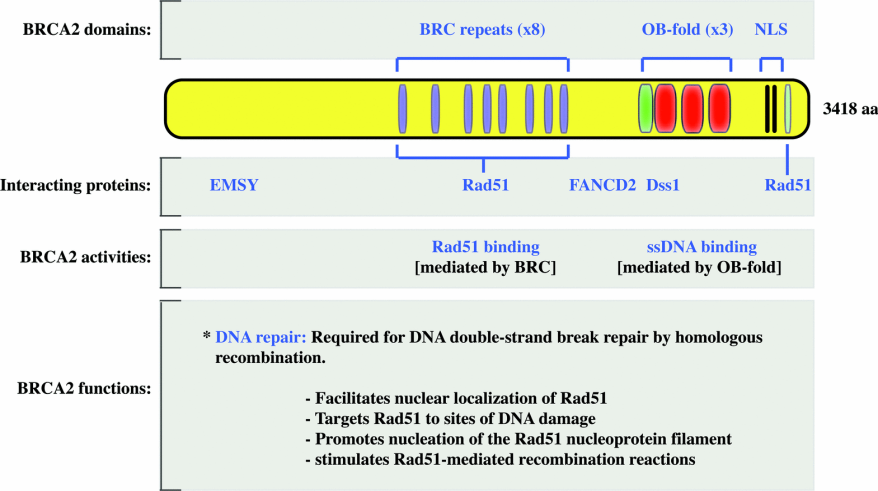 BRCA2 domains: BRC repeats (x8) OB-fold (x3) NLS
3418 aa
Interacting proteins: EMSY Rad51 FANCD2 Dss1 Rad51
BRCA2 activities: Rad51 binding ssDNA binding
[mediated by BRC] [mediated by OB-fold]
* DNA repair: Required for DNA double-strand break repair by homologous
recombination.
BRCA2 functions:
- Facilitates nuclear localization of Rad51
- Targets Rad51 to sites of DNA damage
- Promotes nucleation of the Rad51 nucleoprotein filament
- stimulates Rad51-mediated recombination reactions